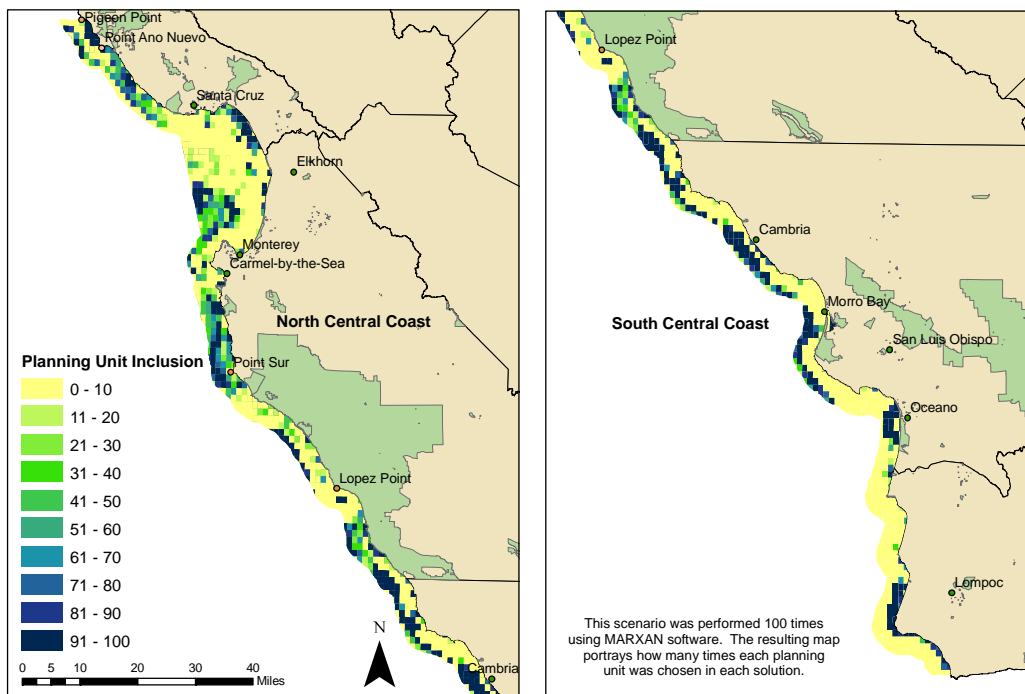 Pigeon Point
Point Ano Nuevo
Santa Cruz
Elkhorn
Monterey
Carmel-by-the-Sea
North Central Coast
Planning Unit Inclusion
0 - 10
11 - 20
21 - 30
31 - 40
41 - 50
51 - 60
61 - 70
71 - 80
81 - 90
91 - 100
Point Sur
Lopez Point
Cambria
N
0 5 10 20 30 40
Miles
Lopez Point
Cambria
Morro Bay
South Central Coast
San Luis Obispo
Oceano
Lompoc
This scenario was performed 100 times
using MARXAN software. The resulting map
portrays how many times each planning
unit was chosen in each solution.